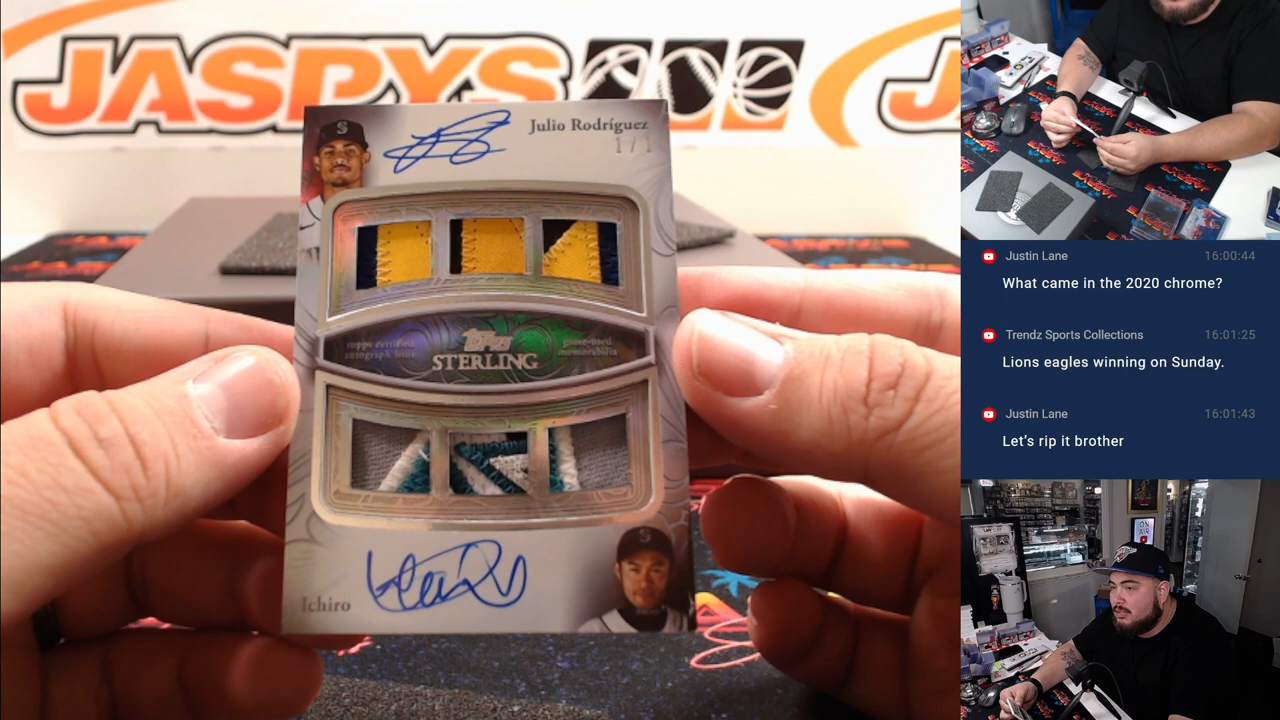 JASPYS
J
Julio Rodríguez
1/1
topps certified
autograph issue
topps
STERLING
game-used
memorabilia
Ichiro
Justin Lane 16:00:44
What came in the 2020 chrome?
Trendz Sports Collections 16:01:25
Lions eagles winning on Sunday.
Justin Lane 16:01:43
Let's rip it brother
ON
AIR